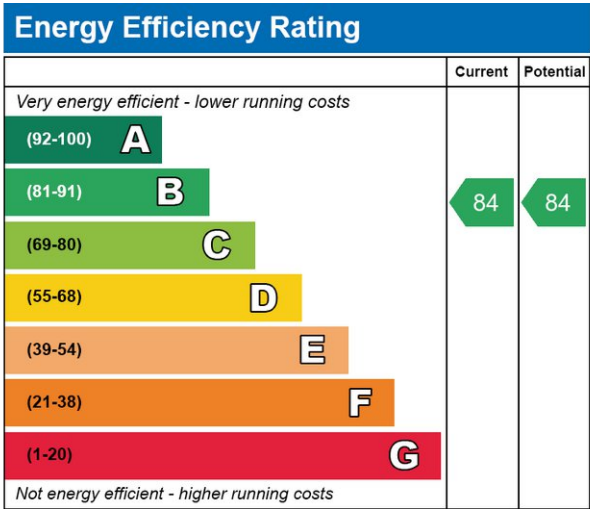 Energy Efficiency Rating
Current Potential
Very energy efficient - lower running costs
(92-100) A
(81-91) B 84 84
(69-80) C
(55-68) D
(39-54) E
(21-38) F
(1-20) G
Not energy efficient - higher running costs